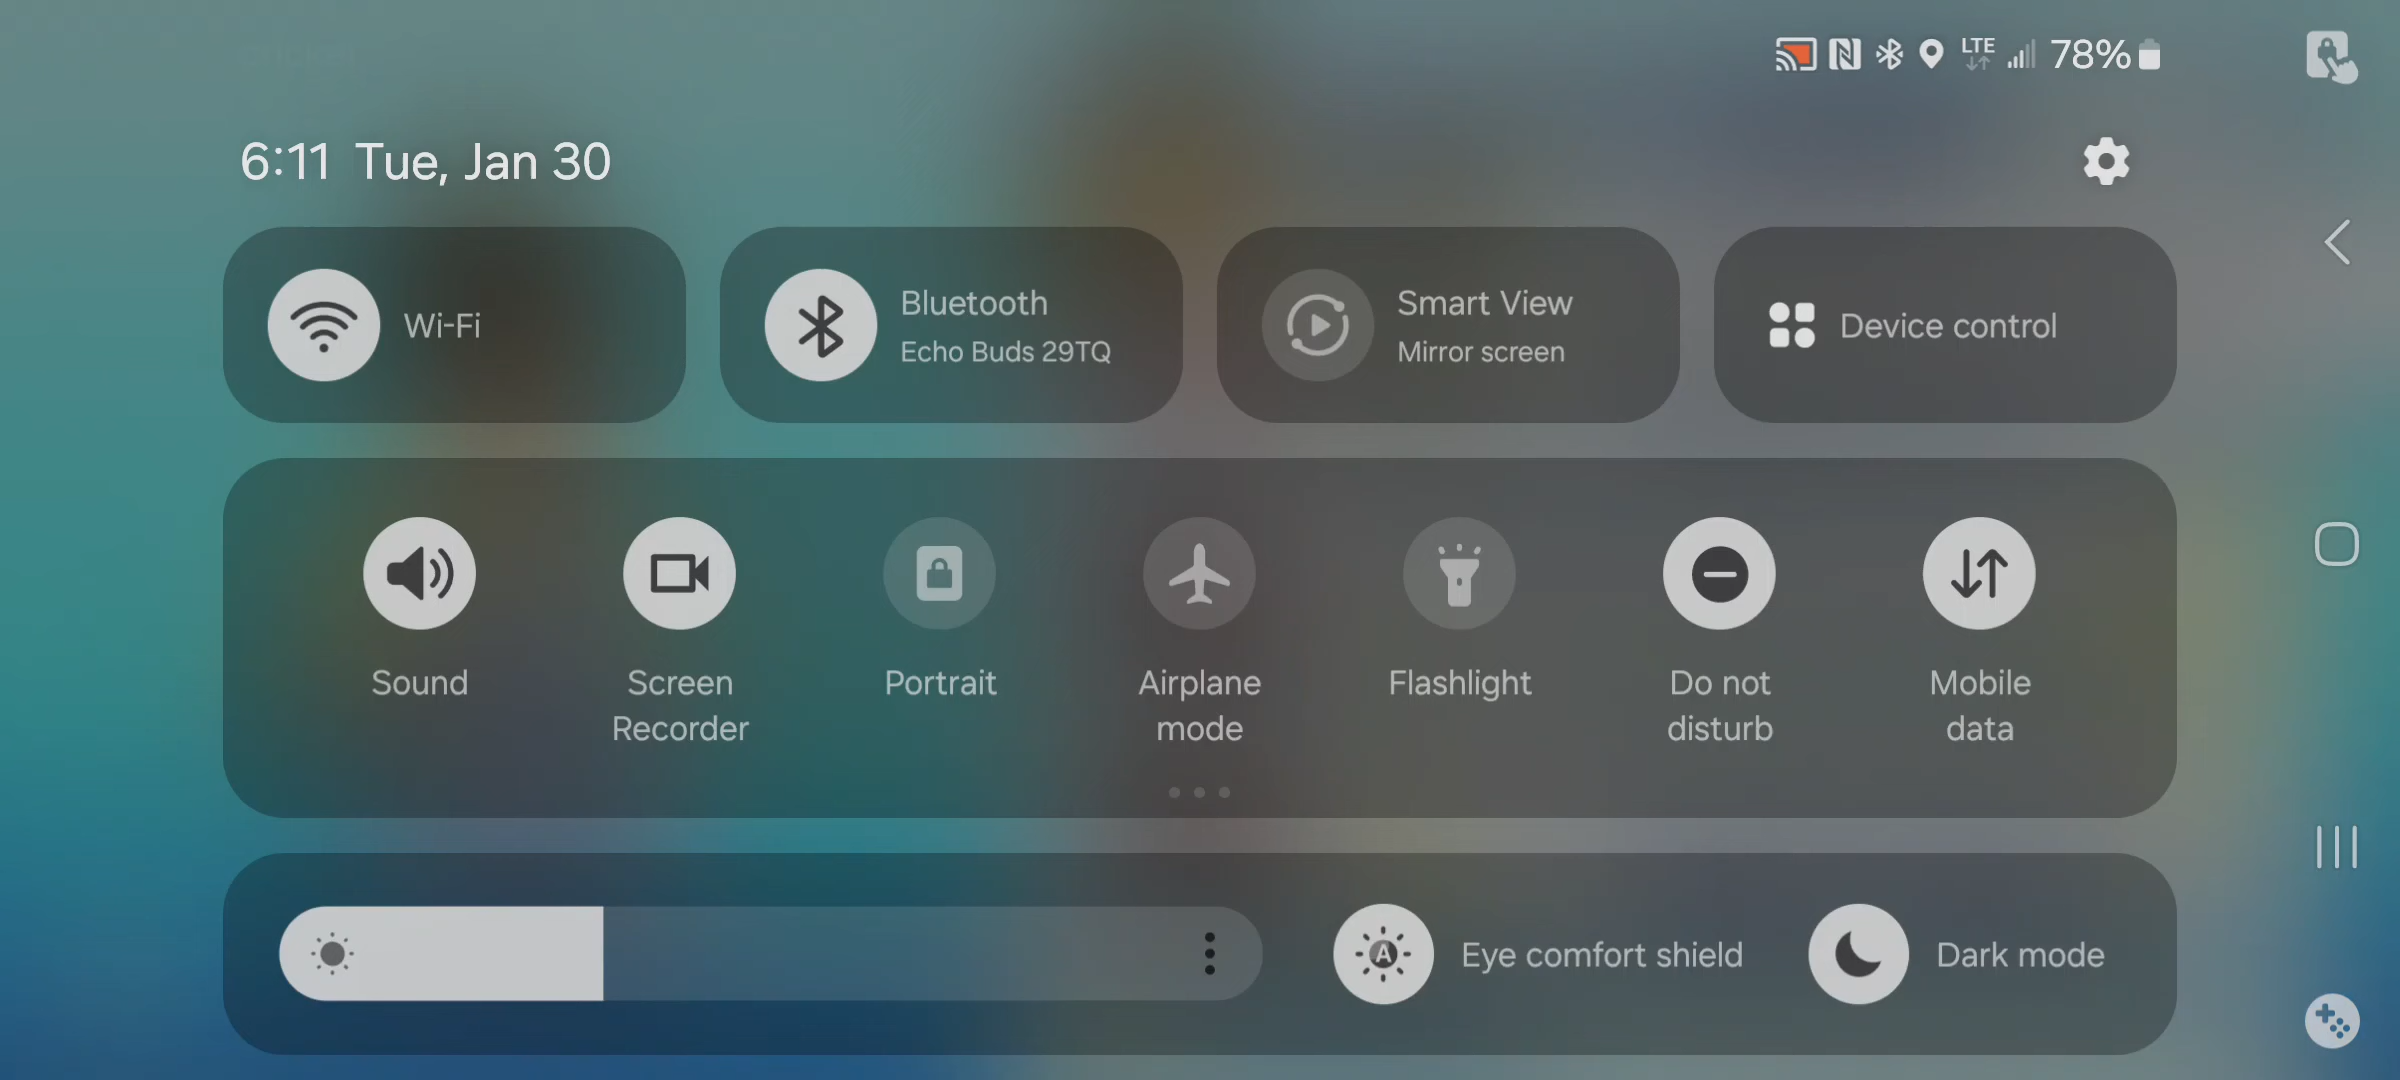 LTE
78%
6:11 Tue, Jan 30
Wi-Fi
Bluetooth
Echo Buds 29TQ
Smart View
Mirror screen
Device control
Sound
Screen
Recorder
Portrait
Airplane
mode
Flashlight
Do not
disturb
Mobile
data
A
Eye comfort shield
Dark mode